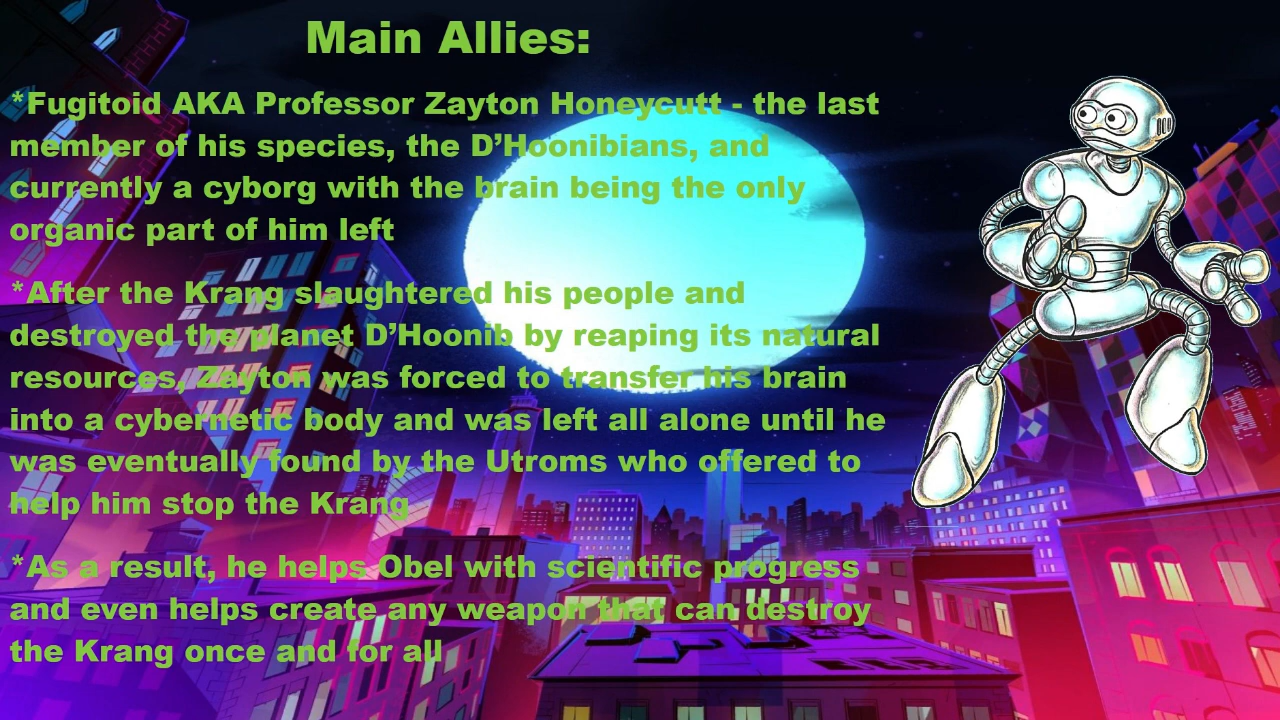 Main Allies:
*Fugitoid AKA Professor Zayton Honeycutt - the last
member of his species, the D’Hoonibians, and
currently a cyborg with the brain being the only
organic part of him left
*After the Krang slaughtered his people and
destroyed the planet D’Hoonib by reaping its natural
resources, Zayton was forced to transfer his brain
into a cybernetic body and was left all alone until he
was eventually found by the Utroms who offered to
help him stop the Krang
*As a result, he helps Obel with scientific progress
and even helps create any weapon that can destroy
the Krang once and for all